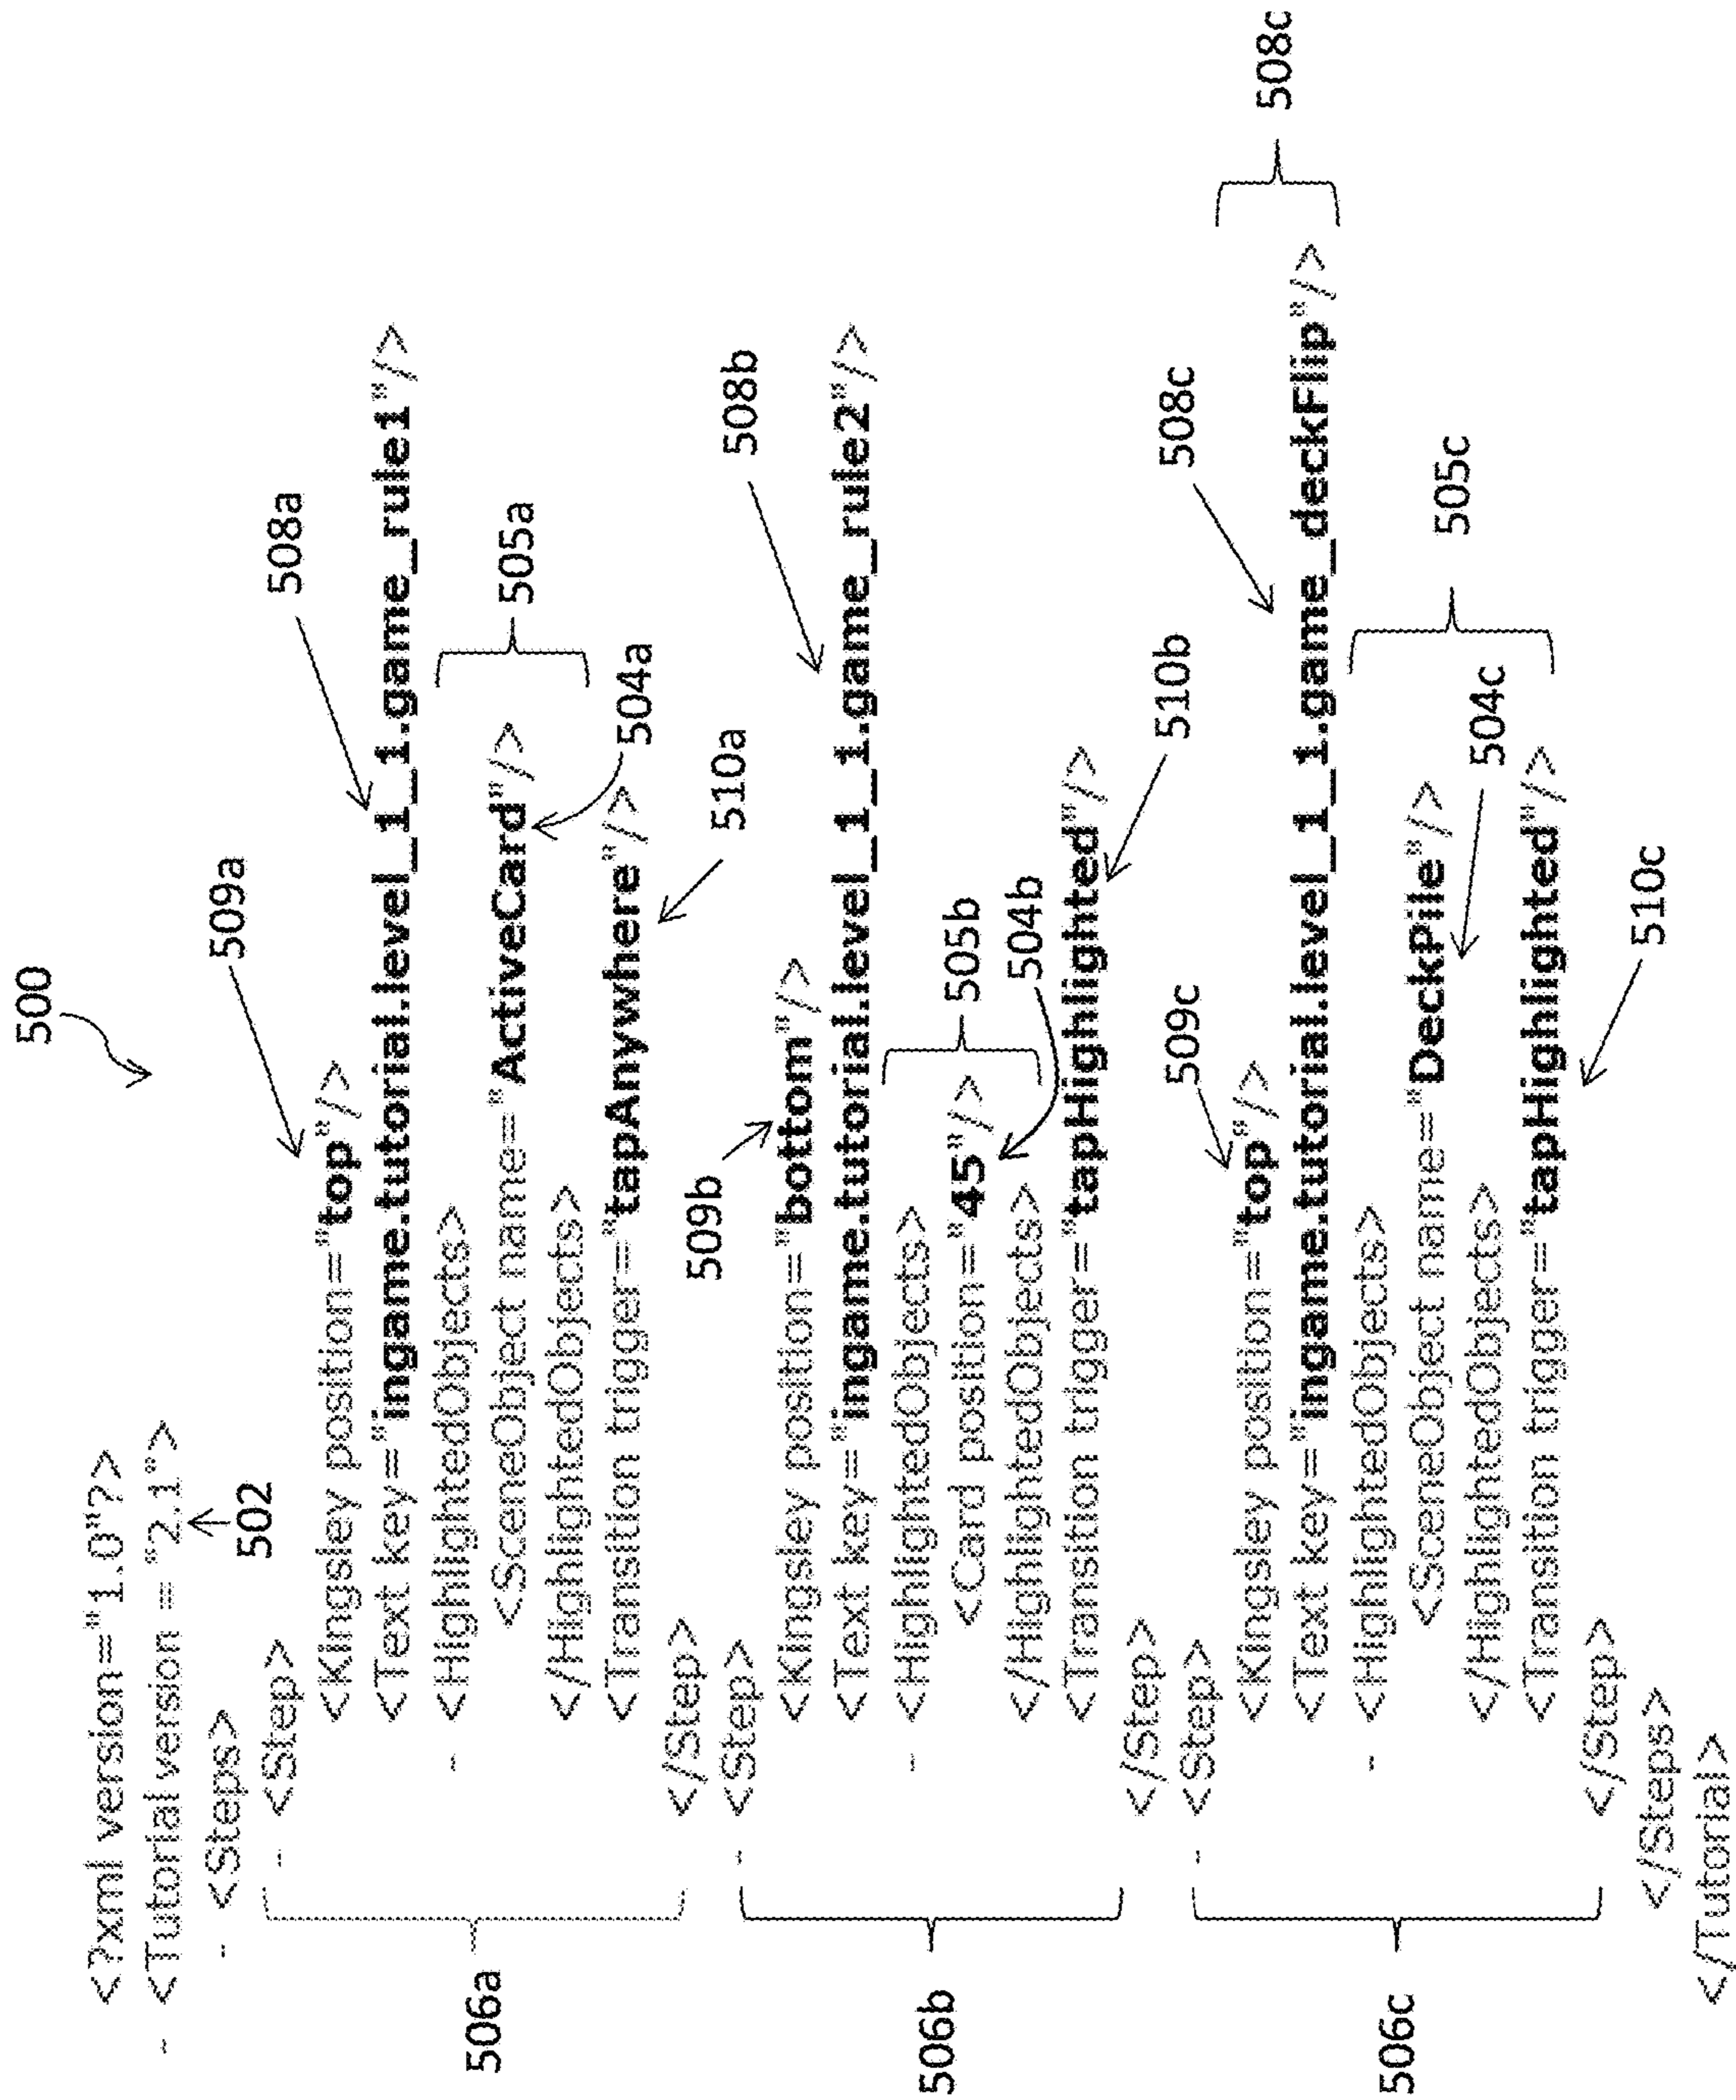 500
<?xml version="1.0"?>
- <Tutorial version ="2.1">
502
- <Steps>
- <Step>
509a
<Kingsley position="top"/>
508a
<Text key="ingame.tutorial.level_1_1.game_rule1"/>
- <HighlightedObjects>
505a
<SceneObject name="ActiveCard"/>
504a
</HighlightedObjects>
<Transition trigger="tapAnywhere"/>
510a
</Step>
506a
- <Step>
509b
<Kingsley position="bottom"/>
508b
<Text key="ingame.tutorial.level_1_1.game_rule2"/>
- <HighlightedObjects>
505b
<Card position="45"/>
504b
</HighlightedObjects>
<Transition trigger="tapHighlighted"/>
510b
</Step>
506b
- <Step>
509c
<Kingsley position="top"/>
508c
508c
<Text key="ingame.tutorial.level_1_1.game_deckFlip"/>
- <HighlightedObjects>
505c
<SceneObject name="DeckPile"/>
504c
</HighlightedObjects>
<Transition trigger="tapHighlighted"/>
510c
</Step>
506c
</Steps>
</Tutorial>